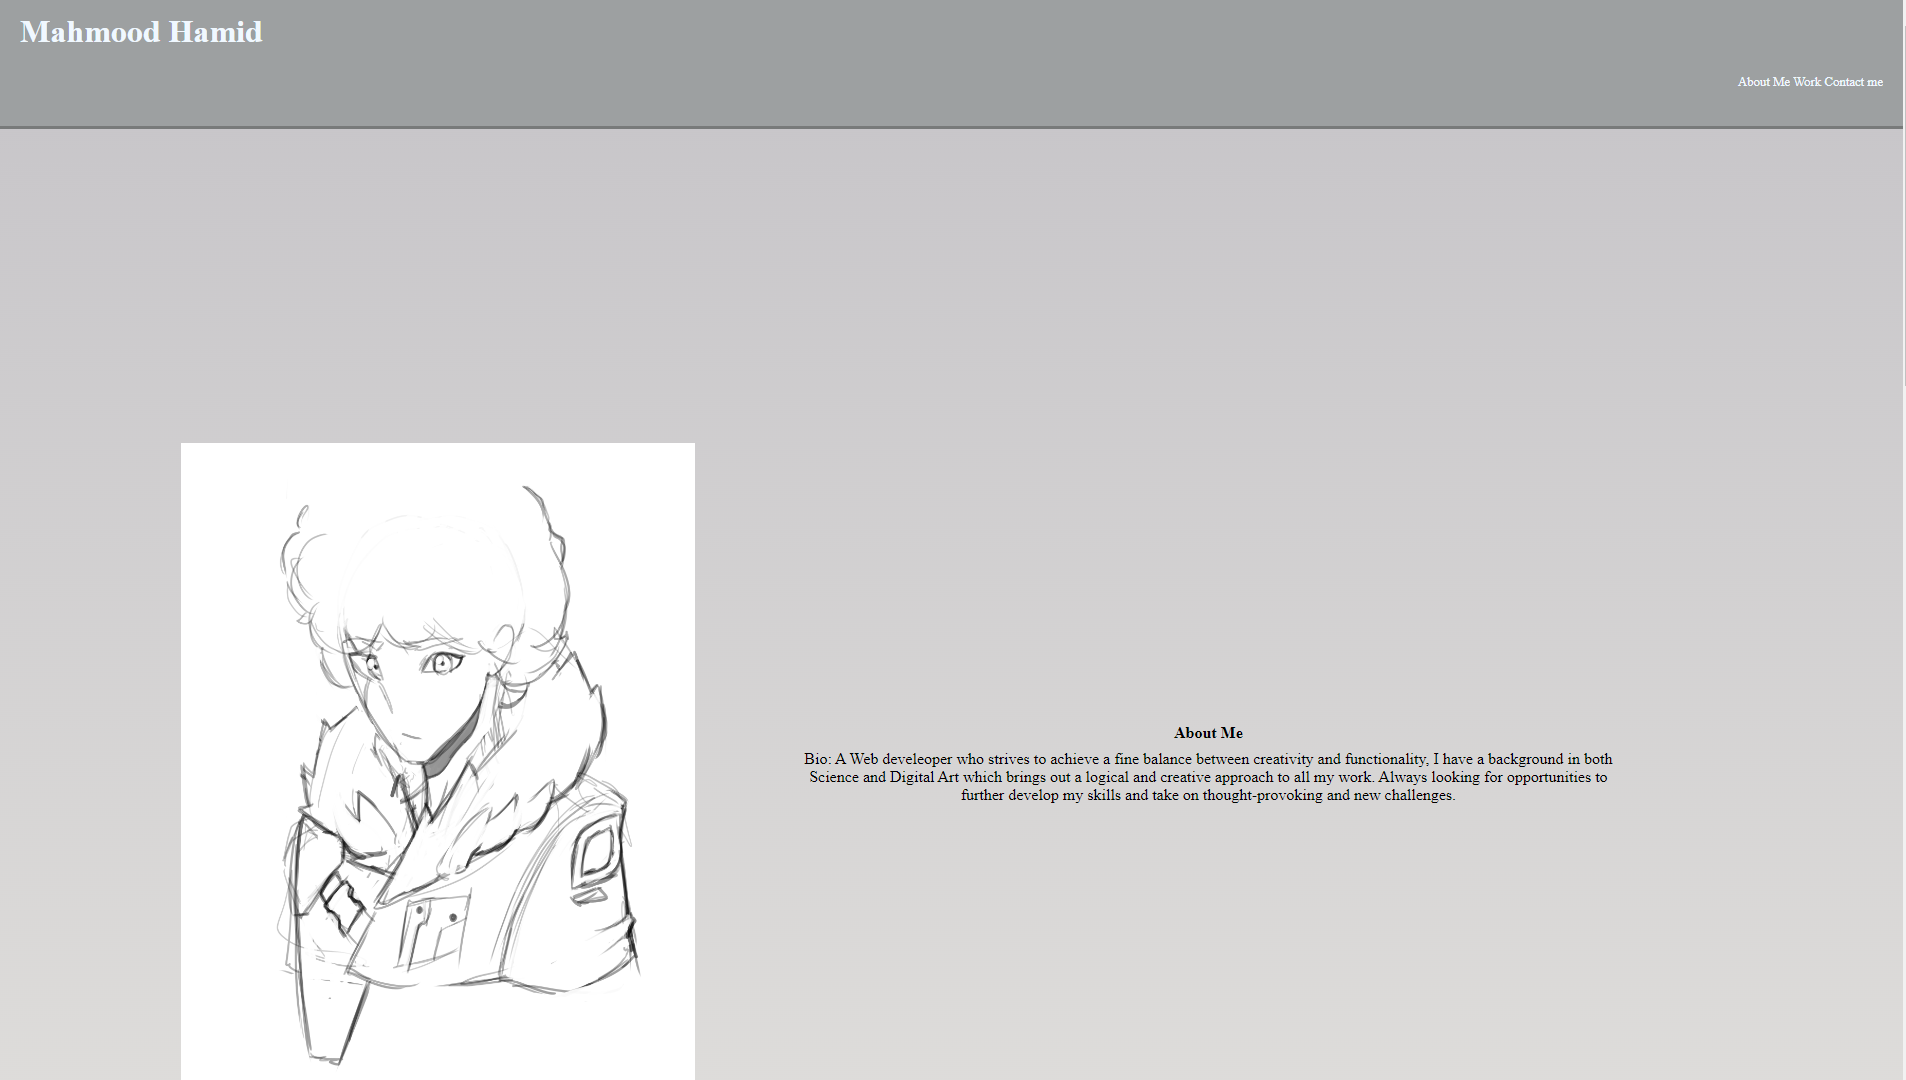 Mahmood Hamid
About Me Work Contact me
About Me
Bio: A Web develeoper who strives to achieve a fine balance between creativity and functionality, I have a background in both
Science and Digital Art which brings out a logical and creative approach to all my work. Always looking for opportunities to
further develop my skills and take on thought-provoking and new challenges.